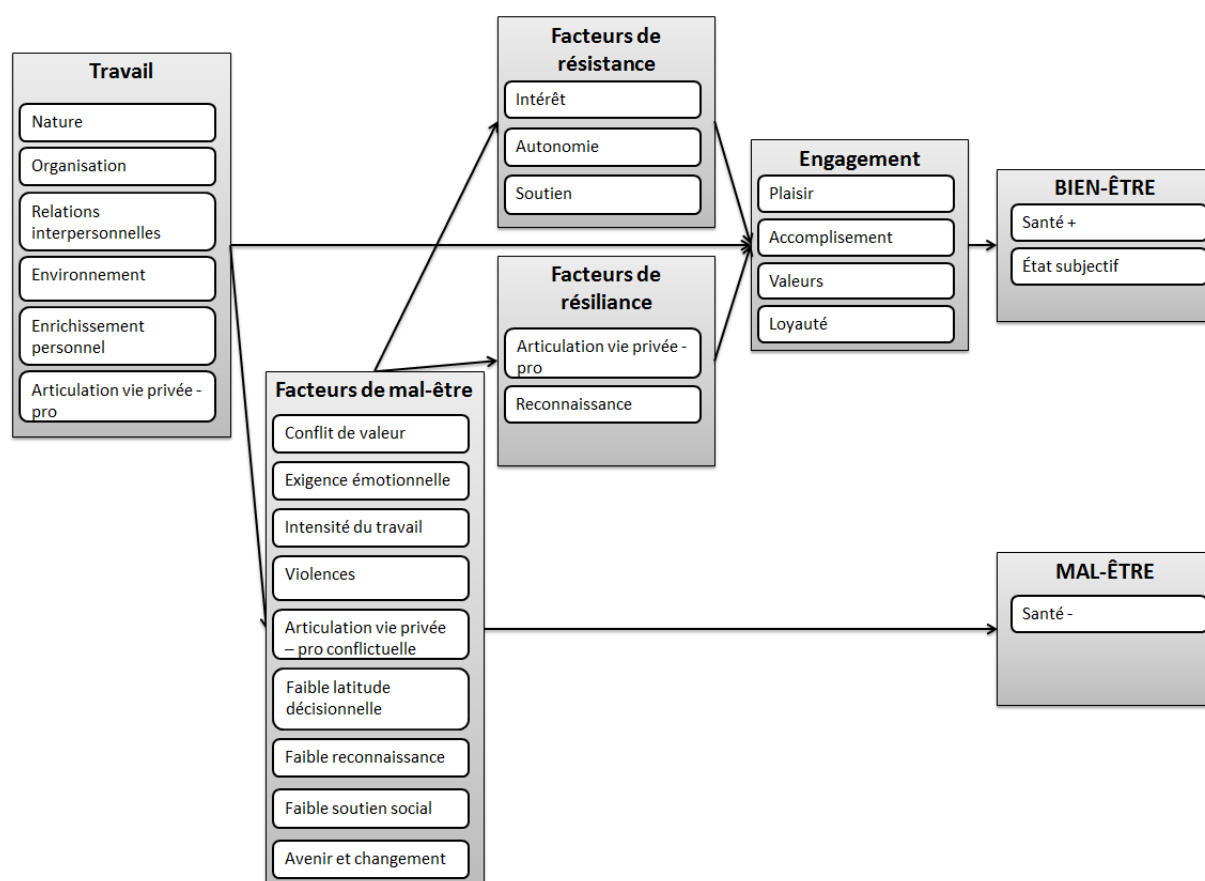 Travail
Nature
Organisation
Relations
interpersonnelles
Environnement
Enrichissement
personnel
Articulation vie privée -
pro
Facteurs de mal-être
Conflit de valeur
Exigence émotionnelle
Intensité du travail
Violences
Articulation vie privée
– pro conflictuelle
Faible latitude
décisionnelle
Faible reconnaissance
Faible soutien social
Avenir et changement
Facteurs de
résistance
Intérêt
Autonomie
Soutien
Facteurs de
résiliance
Articulation vie privée -
pro
Reconnaissance
Engagement
Plaisir
Accomplisement
Valeurs
Loyauté
BIEN-ÊTRE
Santé +
État subjectif
MAL-ÊTRE
Santé -